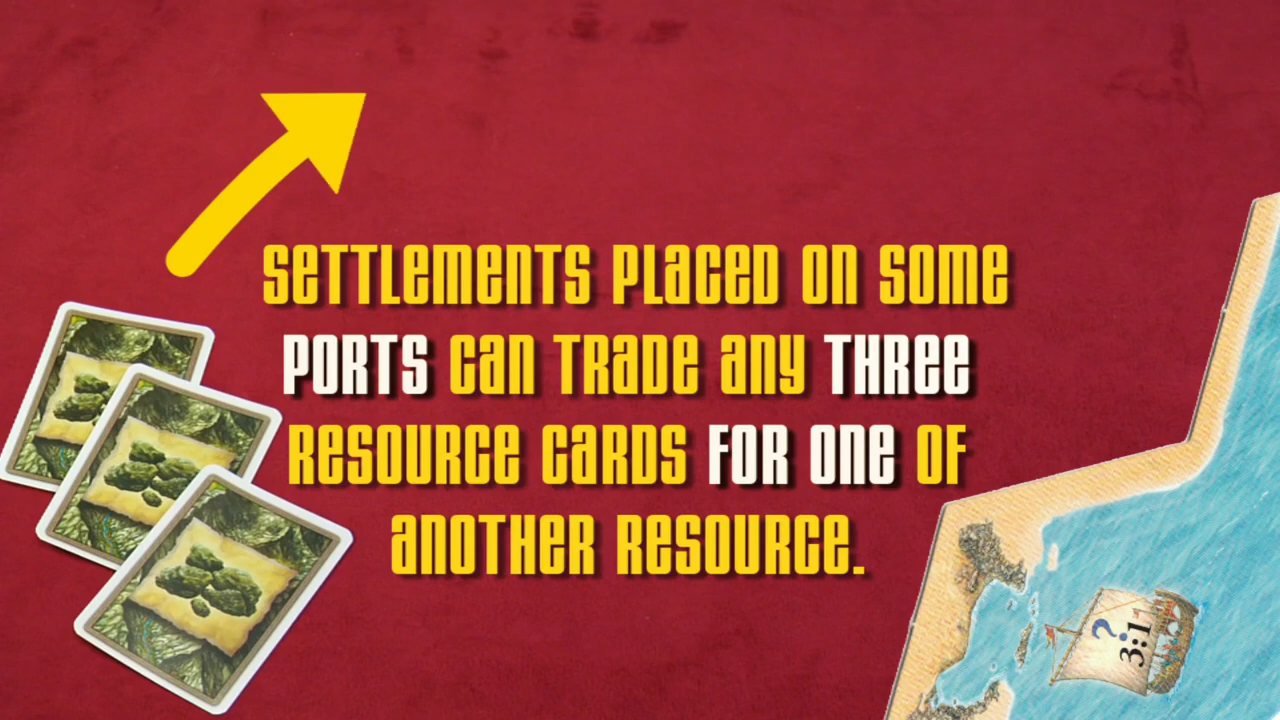 SETTLEMENTS PLACED ON SOME
PORTS CAN TRADE ANY THREE
RESOURCE CARDS FOR ONE OF
ANOTHER RESOURCE.
?
3:1